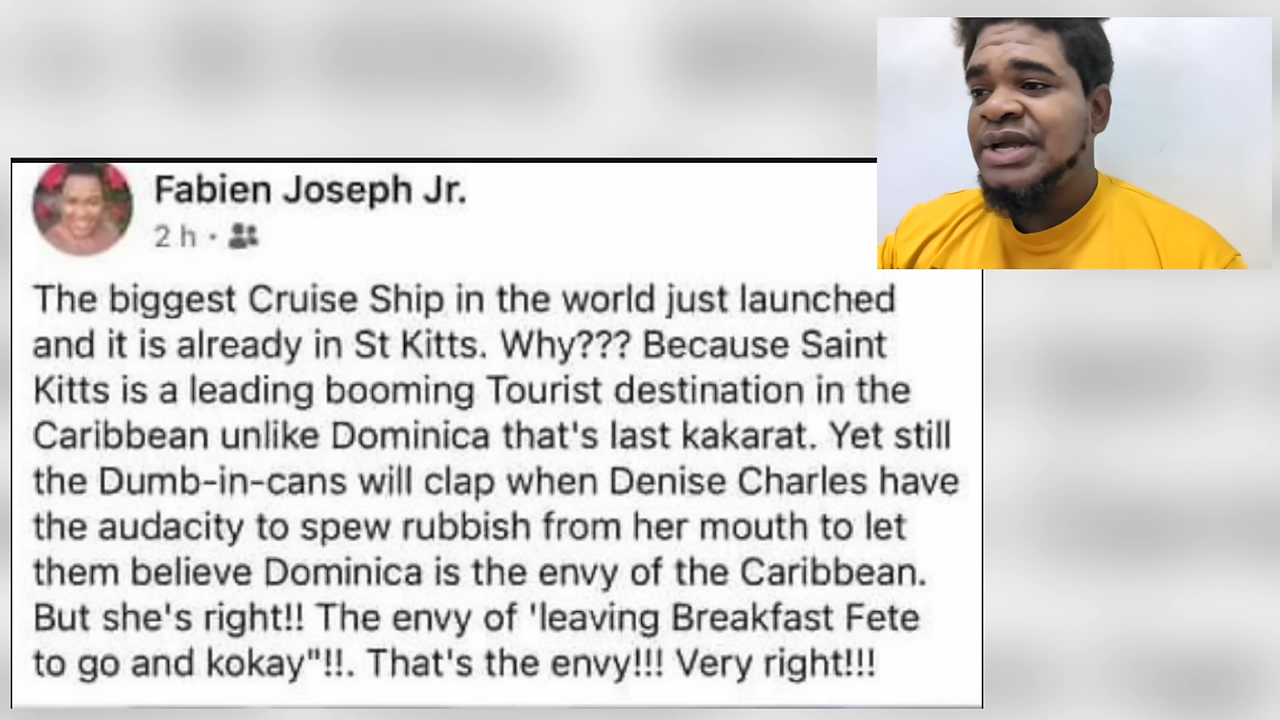 Fabien Joseph Jr.
2 h ·
The biggest Cruise Ship in the world just launched
and it is already in St Kitts. Why??? Because Saint
Kitts is a leading booming Tourist destination in the
Caribbean unlike Dominica that's last kakarat. Yet still
the Dumb-in-cans will clap when Denise Charles have
the audacity to spew rubbish from her mouth to let
them believe Dominica is the envy of the Caribbean.
But she's right!! The envy of 'leaving Breakfast Fete
to go and kokay"!!. That's the envy!!! Very right!!!